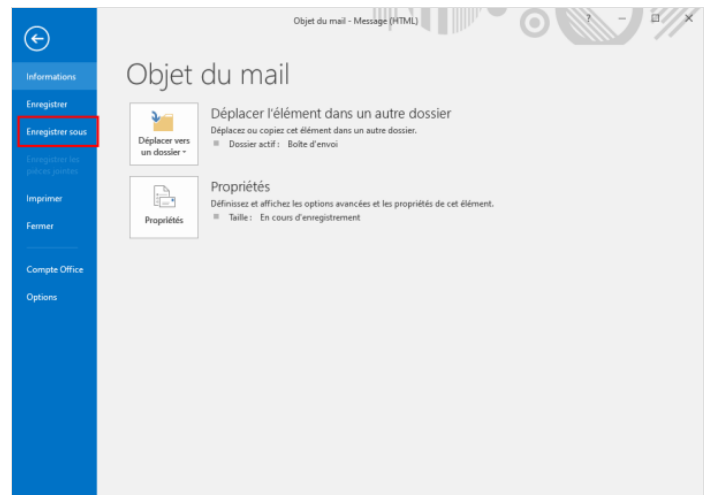 Objet du mail - Message (HTML)
?
Informations
Enregistrer
Enregistrer sous
Enregistrer les
pièces jointes
Imprimer
Fermer
Compte Office
Options
Objet du mail
Déplacer vers
un dossier
Déplacer l'élément dans un autre dossier
Déplacez ou copiez cet élément dans un autre dossier.
Dossier actif : Boîte d'envoi
Propriétés
Propriétés
Définissez et affichez les options avancées et les propriétés de cet élément.
Taille : En cours d'enregistrement